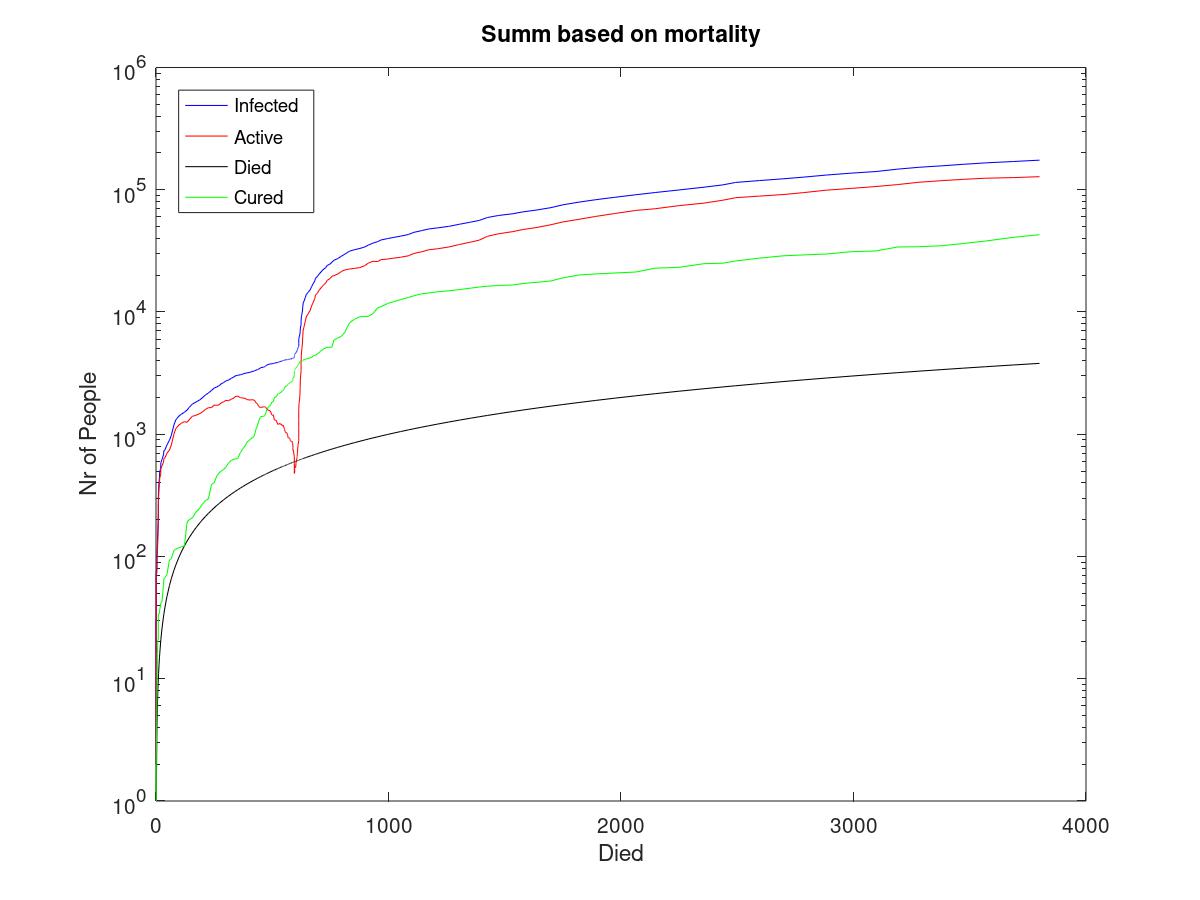 Summ based on mortality
10^6
10^5
10^4
10^3
10^2
10^1
10^0
Nr of People
Infected
Active
Died
Cured
0 1000 2000 3000 4000
Died